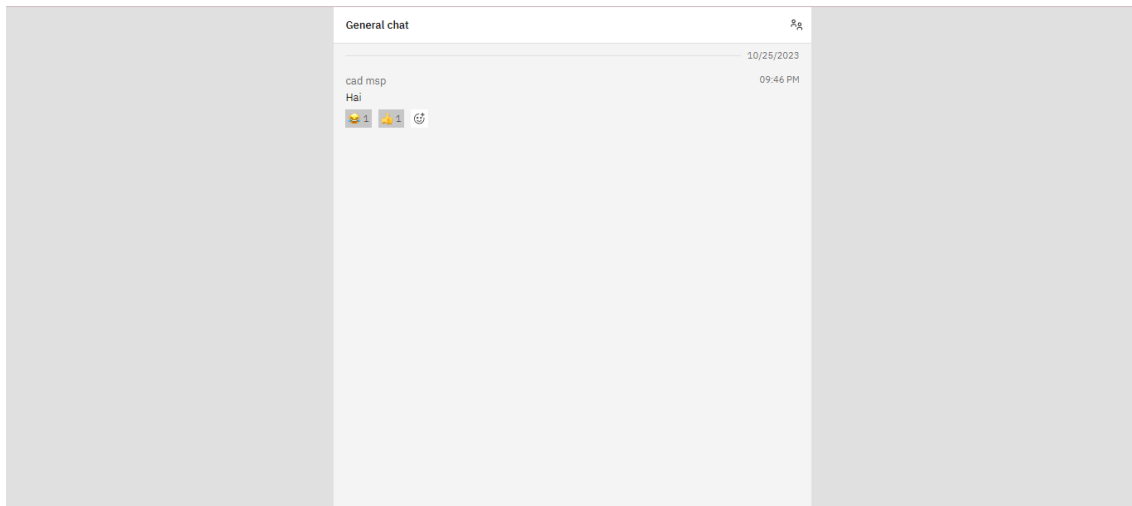 General chat
10/25/2023
cad msp 09:46 PM
Hai
😂 1 👍 1